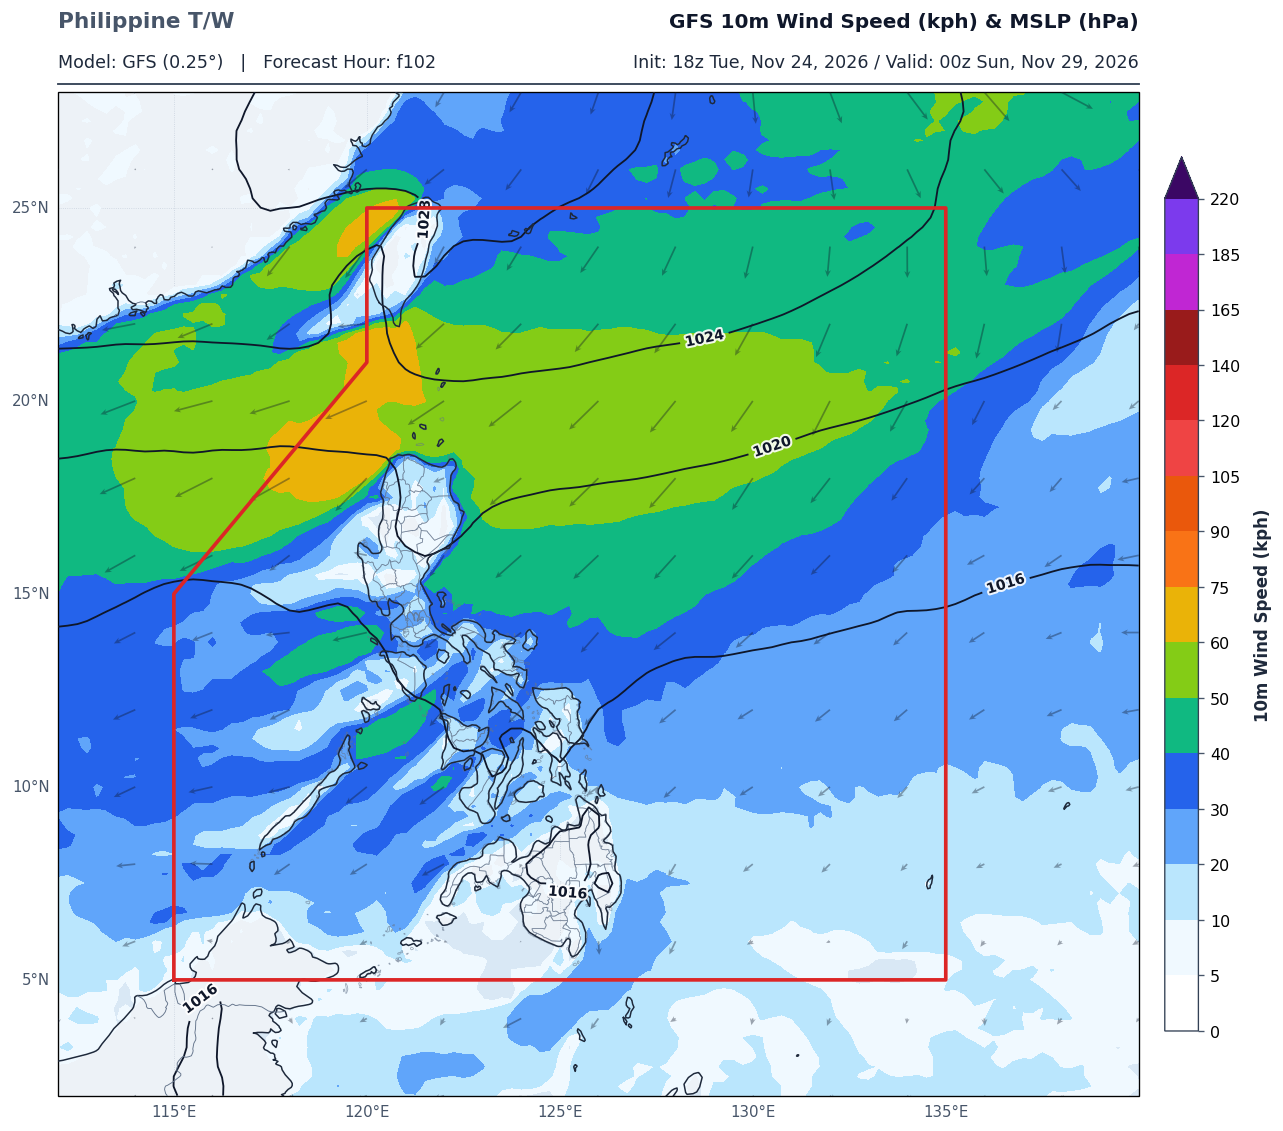 Philippine T/W
GFS 10m Wind Speed (kph) & MSLP (hPa)
Model: GFS (0.25°) | Forecast Hour: f102
Init: 18z Tue, Nov 24, 2026 / Valid: 00z Sun, Nov 29, 2026
25°N
20°N
15°N
10°N
5°N
115°E
120°E
125°E
130°E
135°E
1028
1024
1020
1016
1016
1016
220
185
165
140
120
105
90
75
60
50
40
30
20
10
5
0
10m Wind Speed (kph)